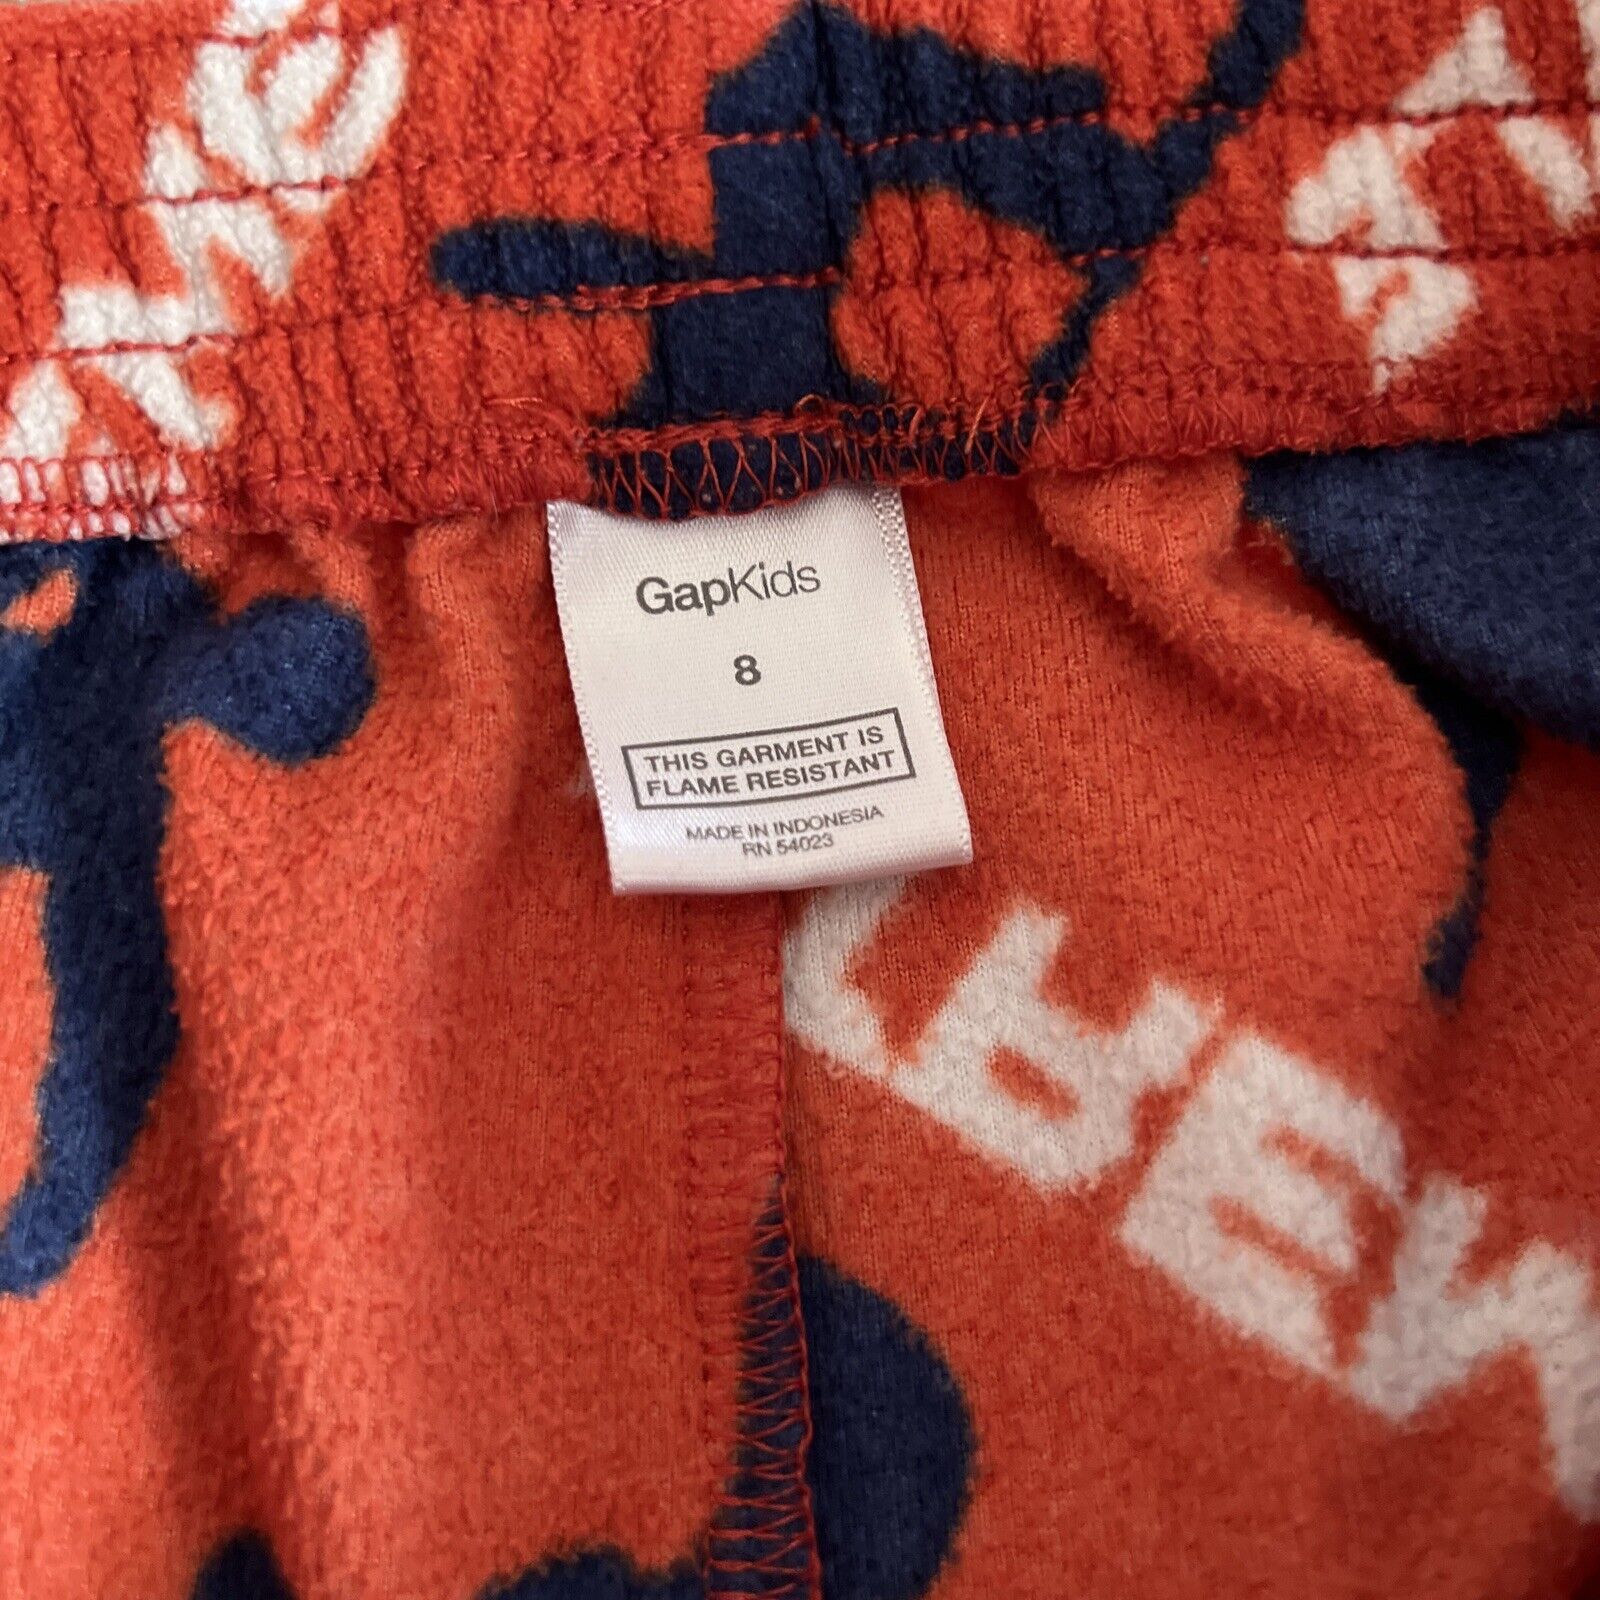 GapKids
8
THIS GARMENT IS
FLAME RESISTANT
MADE IN INDONESIA
RN 54023